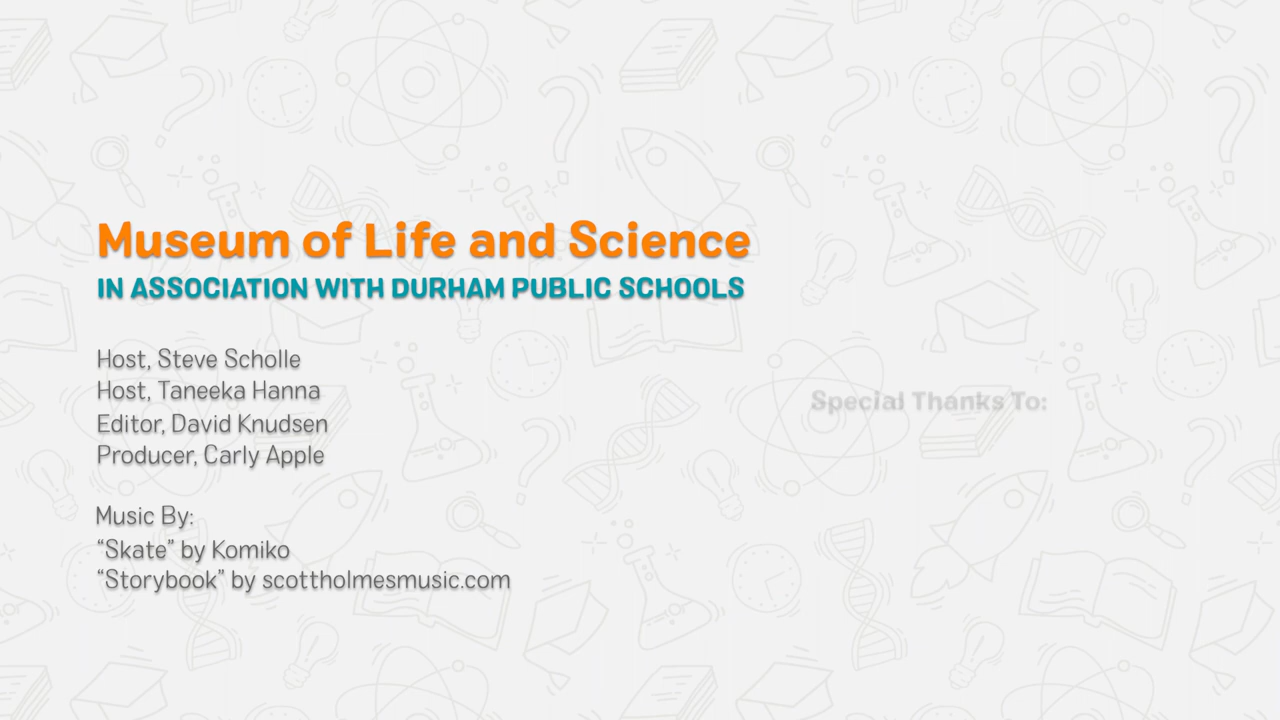 Museum of Life and Science
IN ASSOCIATION WITH DURHAM PUBLIC SCHOOLS
Host, Steve Scholle
Host, Taneeka Hanna
Editor, David Knudsen
Producer, Carly Apple
Music By:
“Skate” by Komiko
“Storybook” by scottholmesmusic.com
Special Thanks To: